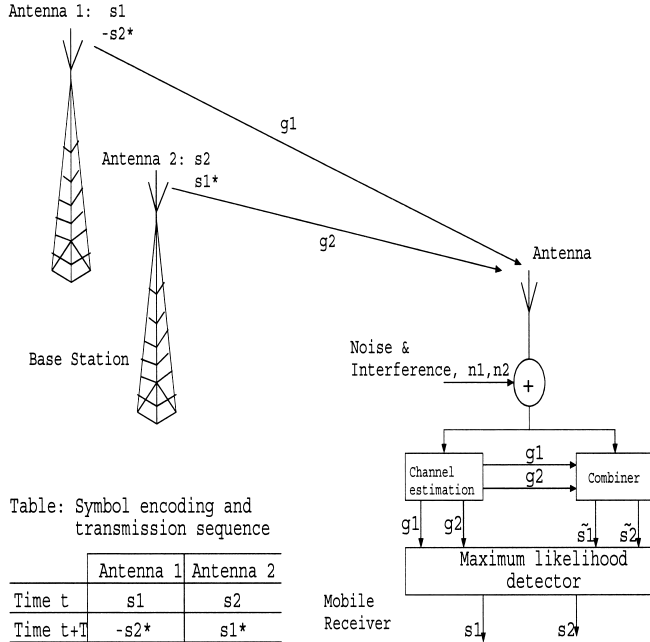 Antenna 1: s1
-s2*
g1
Antenna 2: s2
s1*
g2
Antenna
Base Station
Noise &
Interference, n1,n2
+
g1
g2
Channel
estimation
Combiner
g1
g2
s̃1
s̃2
Maximum likelihood
detector
Mobile
Receiver
s1
s2
Table: Symbol encoding and
transmission sequence
Antenna 1 Antenna 2
Time t s1 s2
Time t+T -s2* s1*